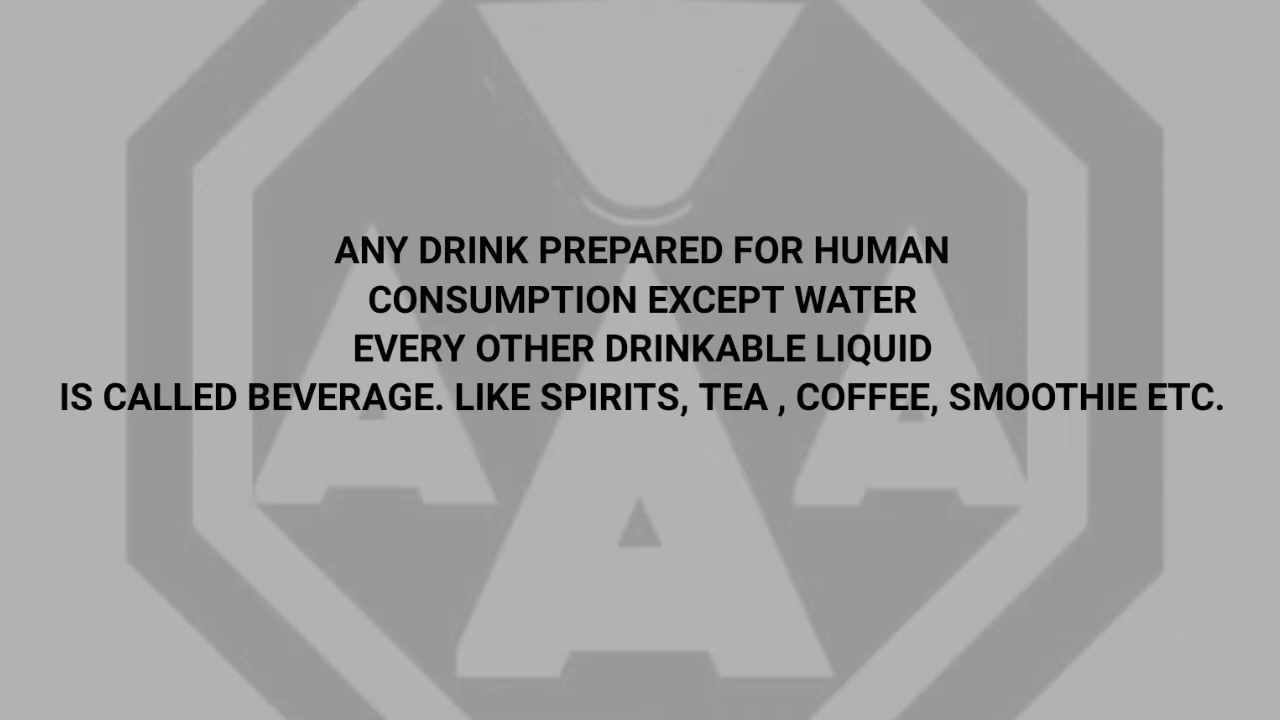 ANY DRINK PREPARED FOR HUMAN
CONSUMPTION EXCEPT WATER
EVERY OTHER DRINKABLE LIQUID
IS CALLED BEVERAGE. LIKE SPIRITS, TEA , COFFEE, SMOOTHIE ETC.
A A A